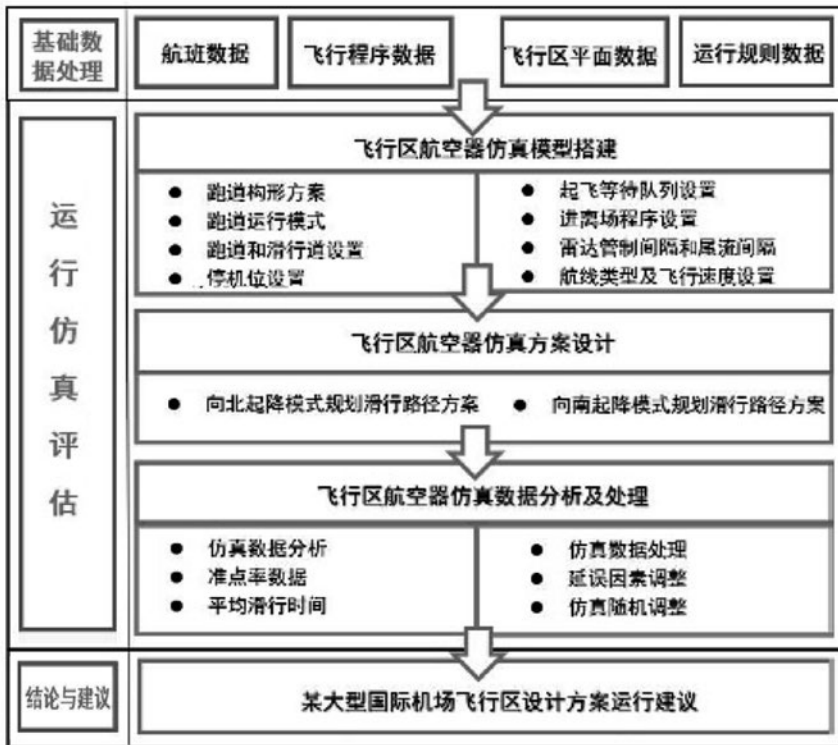 基础数
据处理
航班数据
飞行程序数据
飞行区平面数据
运行规则数据
运行仿真评估
飞行区航空器仿真模型搭建
● 跑道构形方案
● 跑道运行模式
● 跑道和滑行道设置
● 停机位设置
● 起飞等待队列设置
● 进离场程序设置
● 雷达管制间隔和尾流间隔
● 航线类型及飞行速度设置
飞行区航空器仿真方案设计
● 向北起降模式规划滑行路径方案
● 向南起降模式规划滑行路径方案
飞行区航空器仿真数据分析及处理
● 仿真数据分析
● 准点率数据
● 平均滑行时间
● 仿真数据处理
● 延误因素调整
● 仿真随机调整
结论与建议
某大型国际机场飞行区设计方案运行建议